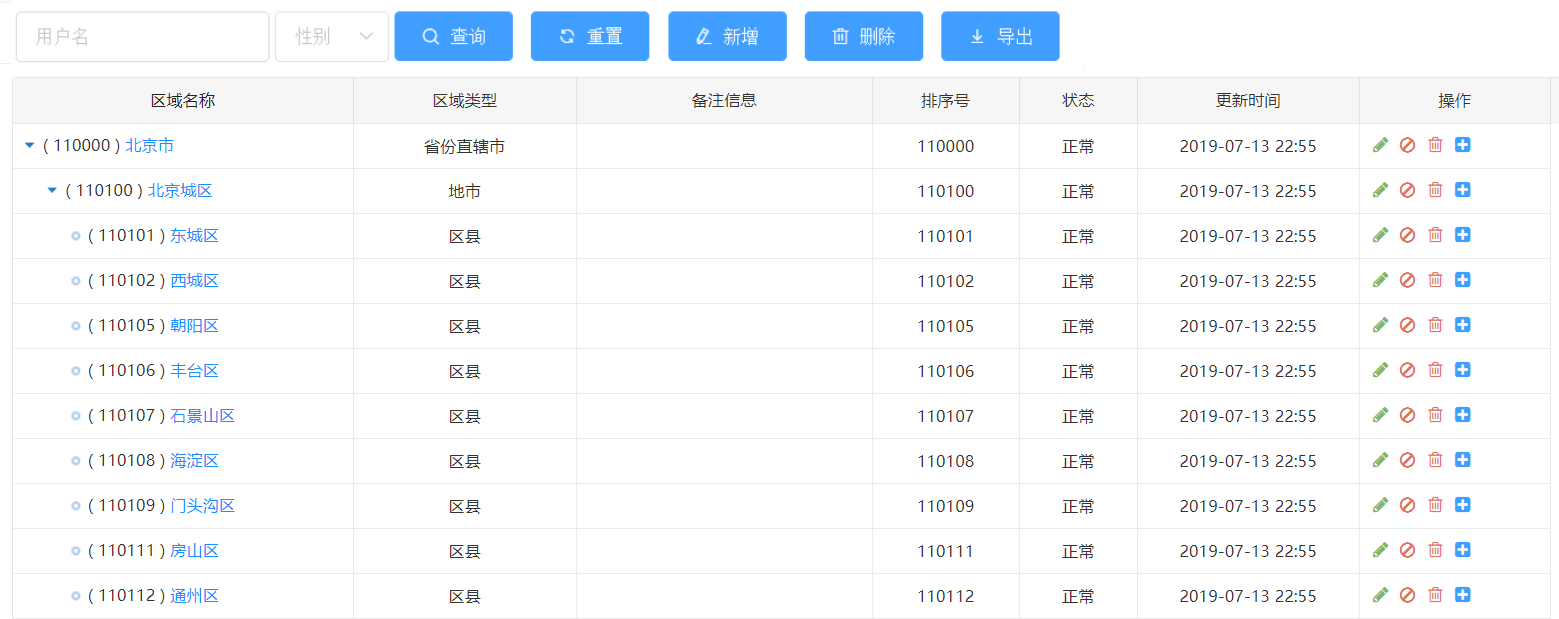 用户名 性别 查询 重置 新增 删除 导出
区域名称 区域类型 备注信息 排序号 状态 更新时间 操作
( 110000 ) 北京市 省份直辖市 110000 正常 2019-07-13 22:55
( 110100 ) 北京城区 地市 110100 正常 2019-07-13 22:55
( 110101 ) 东城区 区县 110101 正常 2019-07-13 22:55
( 110102 ) 西城区 区县 110102 正常 2019-07-13 22:55
( 110105 ) 朝阳区 区县 110105 正常 2019-07-13 22:55
( 110106 ) 丰台区 区县 110106 正常 2019-07-13 22:55
( 110107 ) 石景山区 区县 110107 正常 2019-07-13 22:55
( 110108 ) 海淀区 区县 110108 正常 2019-07-13 22:55
( 110109 ) 门头沟区 区县 110109 正常 2019-07-13 22:55
( 110111 ) 房山区 区县 110111 正常 2019-07-13 22:55
( 110112 ) 通州区 区县 110112 正常 2019-07-13 22:55